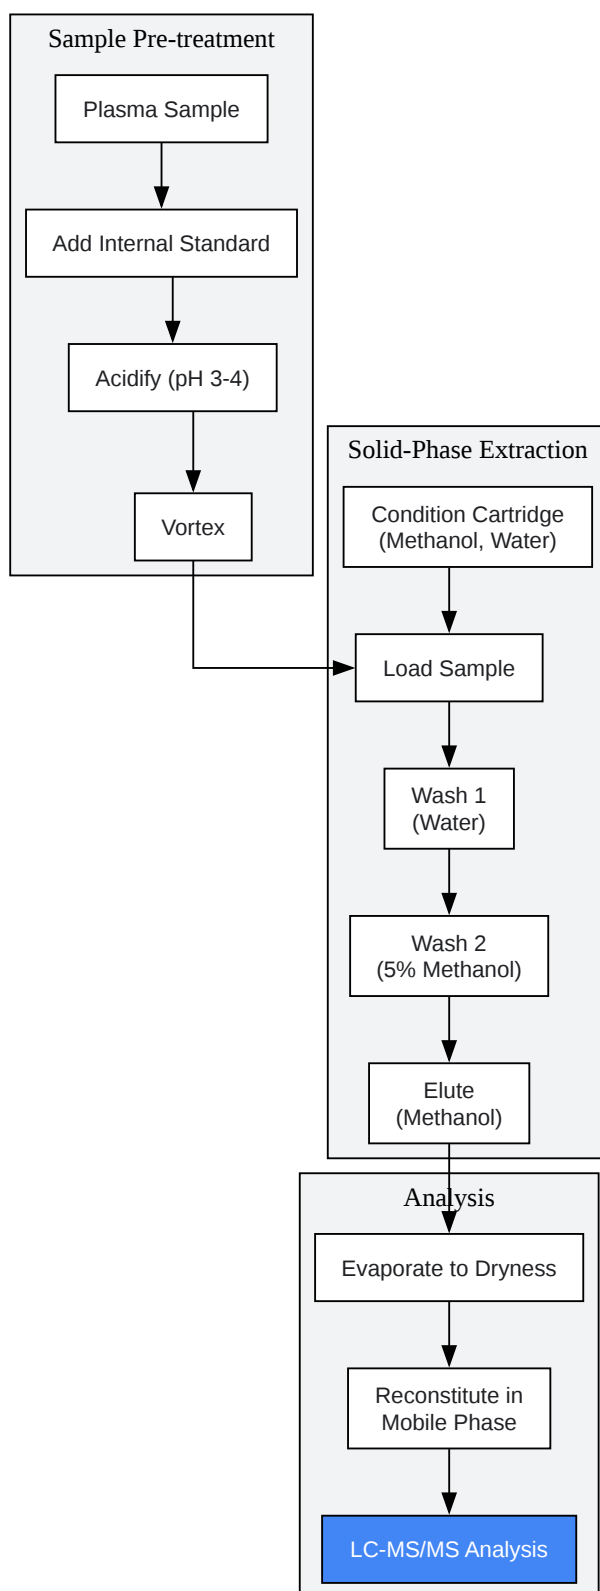 Sample Pre-treatment
Plasma Sample
Add Internal Standard
Acidify (pH 3-4)
Vortex
Solid-Phase Extraction
Condition Cartridge
(Methanol, Water)
Load Sample
Wash 1
(Water)
Wash 2
(5% Methanol)
Elute
(Methanol)
Analysis
Evaporate to Dryness
Reconstitute in
Mobile Phase
LC-MS/MS Analysis